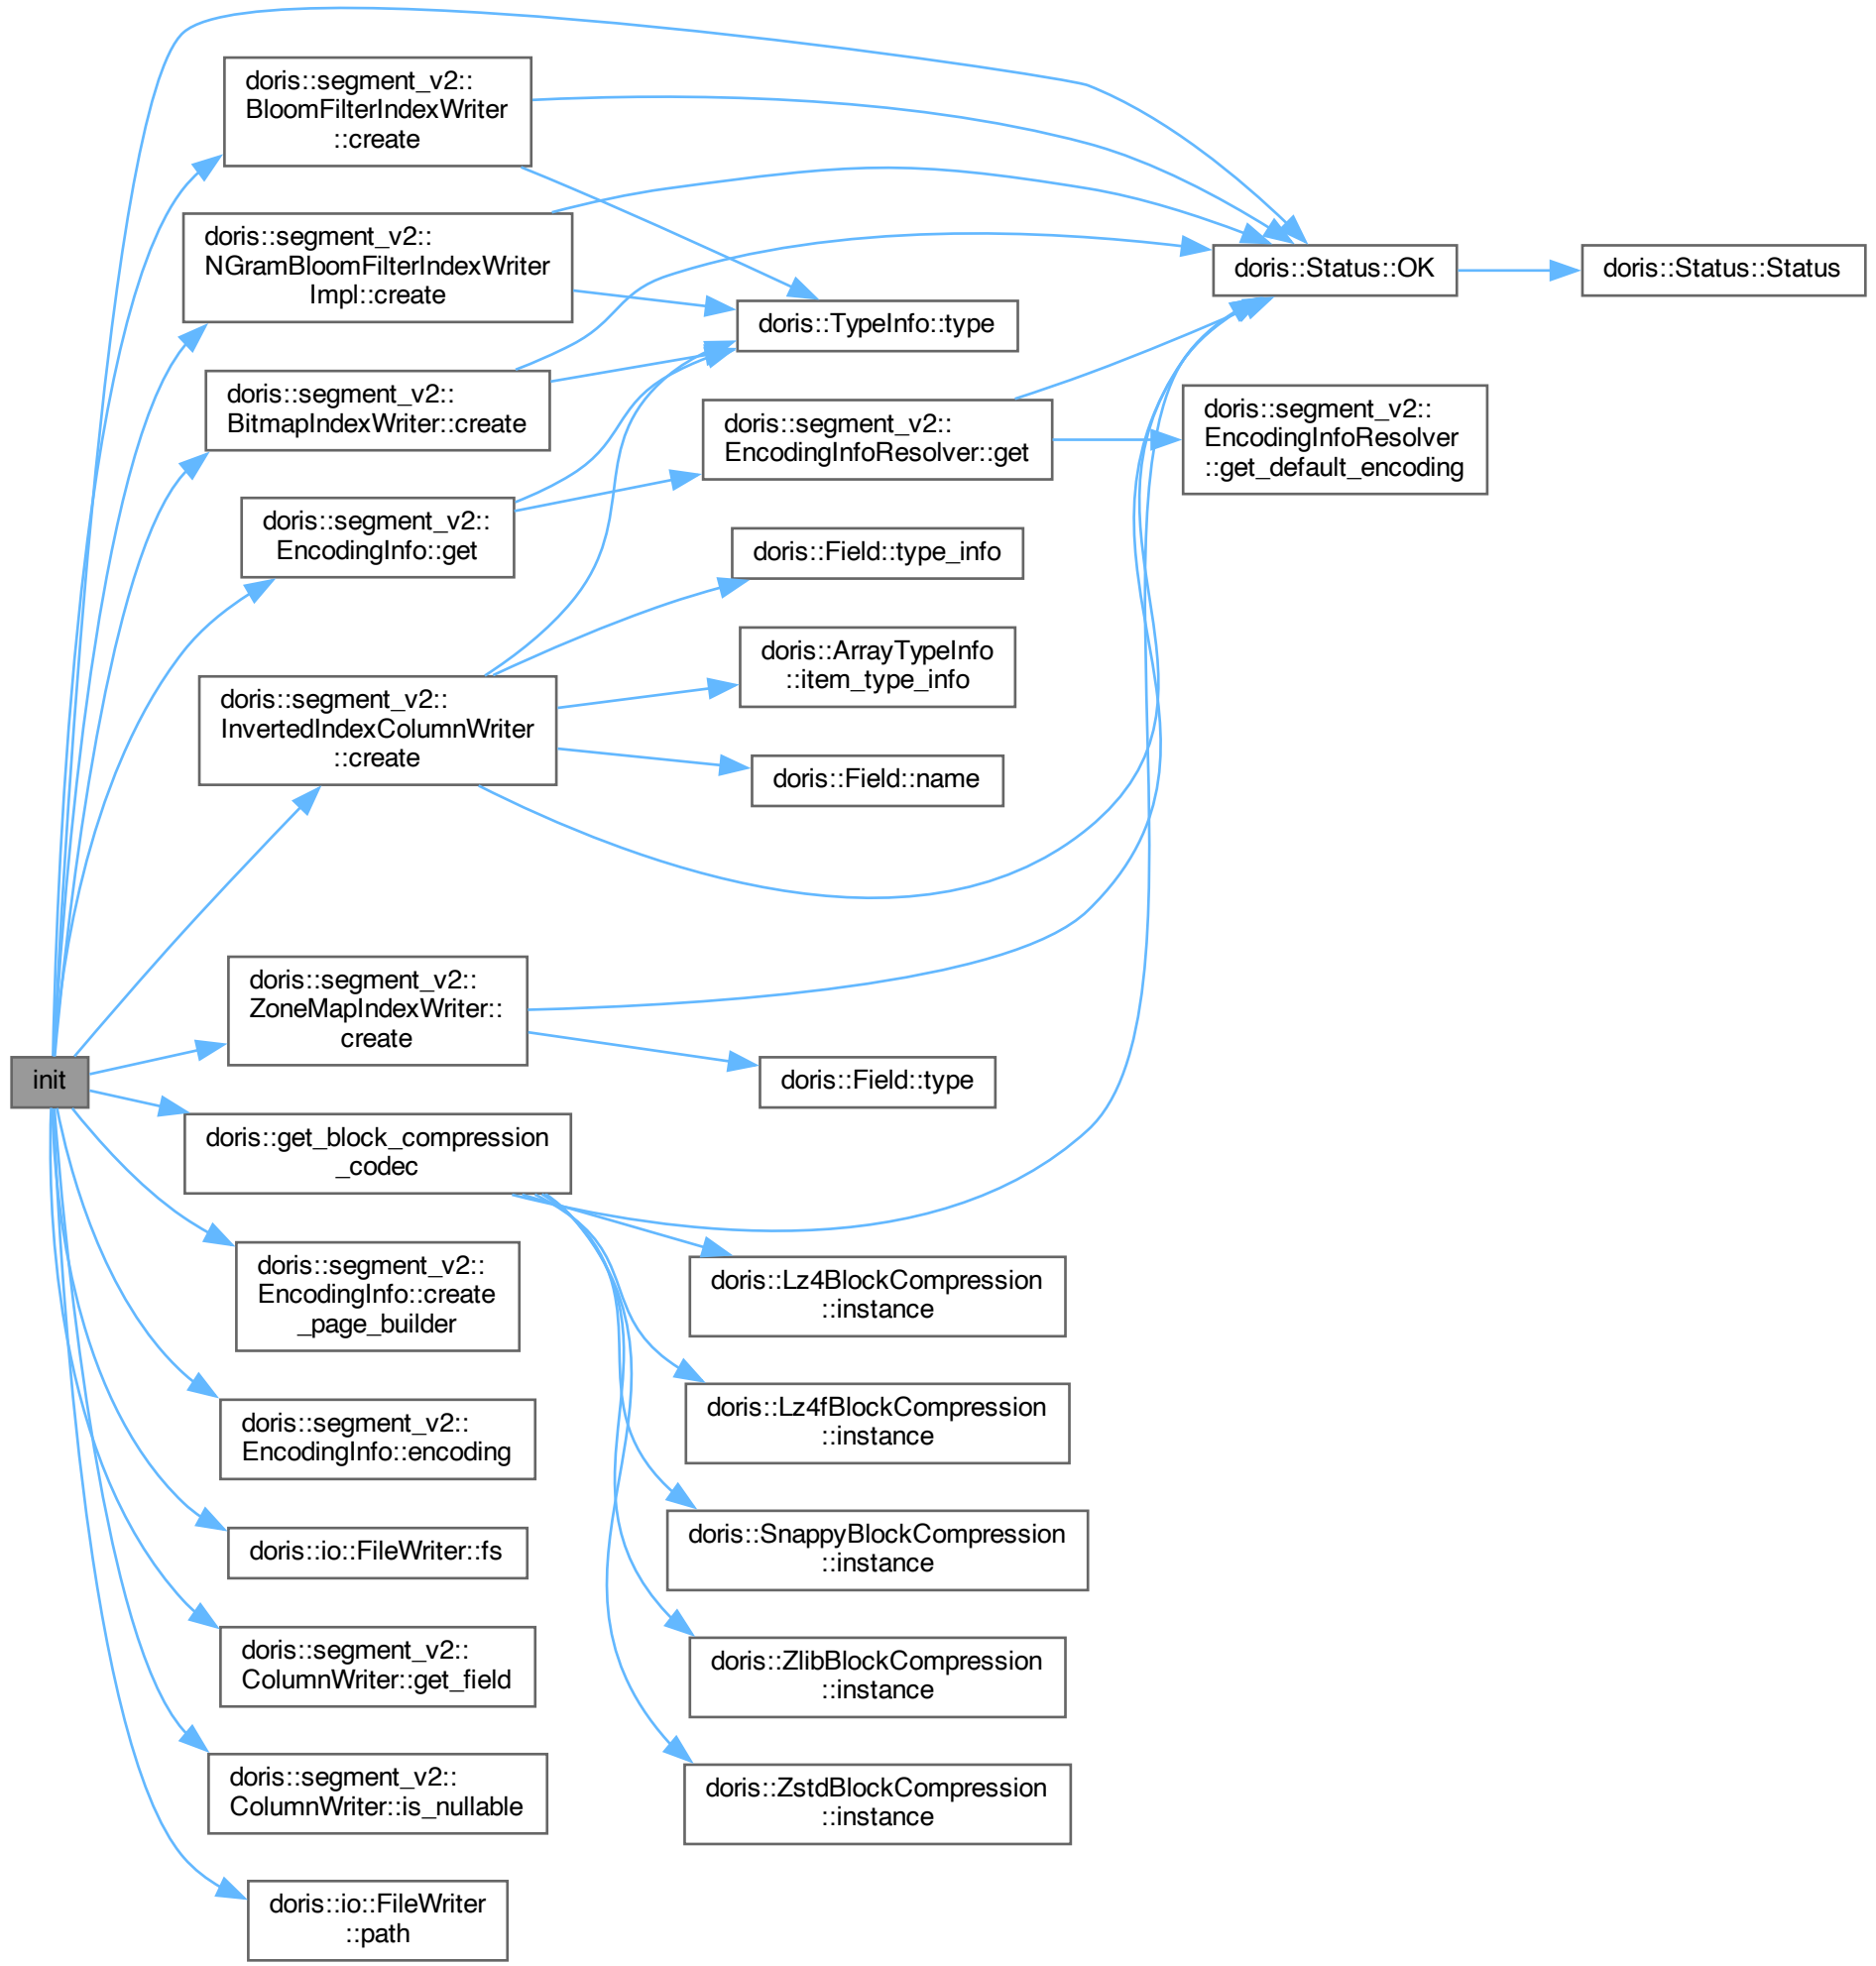 init
doris::segment_v2::
BloomFilterIndexWriter
::create
doris::segment_v2::
NGramBloomFilterIndexWriter
Impl::create
doris::segment_v2::
BitmapIndexWriter::create
doris::segment_v2::
EncodingInfo::get
doris::segment_v2::
InvertedIndexColumnWriter
::create
doris::segment_v2::
ZoneMapIndexWriter::
create
doris::get_block_compression
_codec
doris::segment_v2::
EncodingInfo::create
_page_builder
doris::segment_v2::
EncodingInfo::encoding
doris::io::FileWriter::fs
doris::segment_v2::
ColumnWriter::get_field
doris::segment_v2::
ColumnWriter::is_nullable
doris::io::FileWriter
::path
doris::TypeInfo::type
doris::segment_v2::
EncodingInfoResolver::get
doris::Field::type_info
doris::ArrayTypeInfo
::item_type_info
doris::Field::name
doris::Field::type
doris::Lz4BlockCompression
::instance
doris::Lz4fBlockCompression
::instance
doris::SnappyBlockCompression
::instance
doris::ZlibBlockCompression
::instance
doris::ZstdBlockCompression
::instance
doris::Status::OK
doris::segment_v2::
EncodingInfoResolver
::get_default_encoding
doris::Status::Status